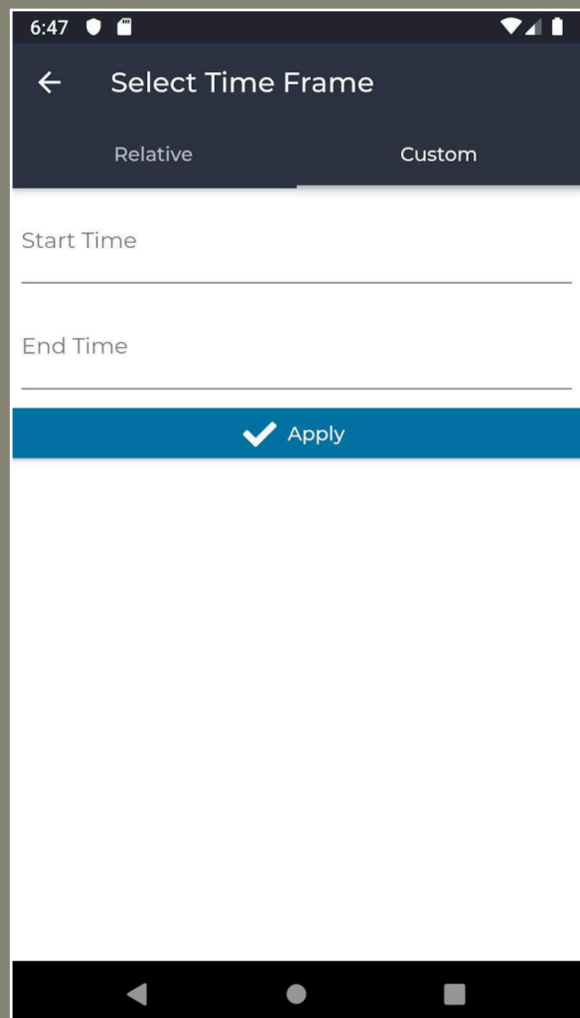 6:47
Select Time Frame
Relative Custom
Start Time
End Time
Apply